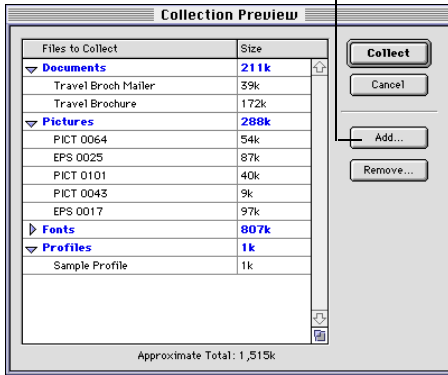 Collection Preview
Files to Collect Size
Documents 211k
Travel Broch Mailer 39k
Travel Brochure 172k
Pictures 288k
PICT 0064 54k
EPS 0025 87k
PICT 0101 40k
PICT 0043 9k
EPS 0017 97k
Fonts 807k
Profiles 1k
Sample Profile 1k
Approximate Total: 1,515k
Collect
Cancel
Add...
Remove...